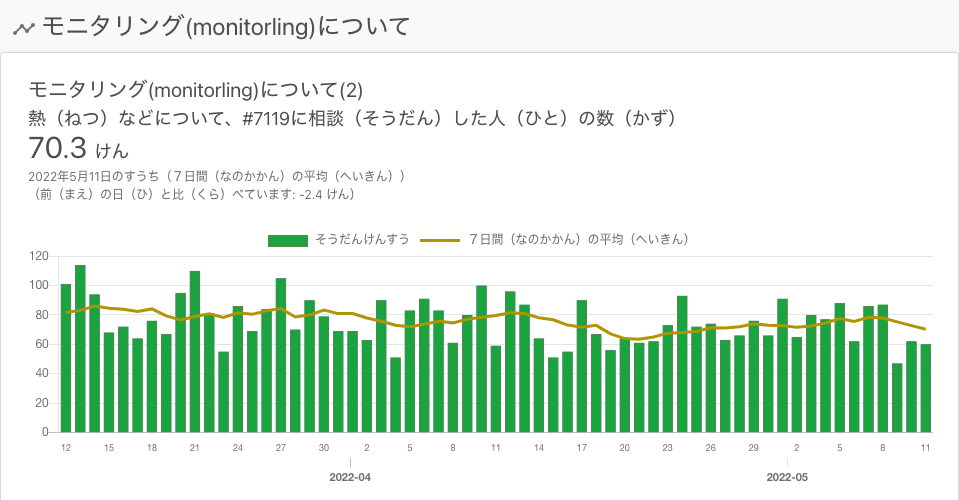 モニタリング(monitorling)について
モニタリング(monitorling)について(2)
熱（ねつ）などについて、#7119に相談（そうだん）した人（ひと）の数（かず）
70.3 けん
2022年5月11日のすうち（７日間（なのかかん）の平均（へいきん））
（前（まえ）の日（ひ）と比（くら）べています: -2.4 けん）
そうだんけんすう ７日間（なのかかん）の平均（へいきん）
120
100
80
60
40
20
0
12 15 18 21 24 27 30 2 5 8 11 14 17 20 23 26 29 2 5 8 11
2022-04 2022-05